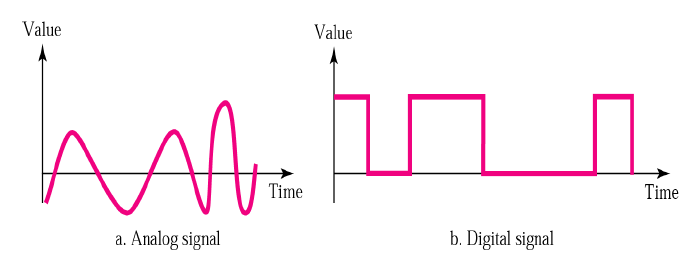 Value
Time
a. Analog signal
Value
Time
b. Digital signal